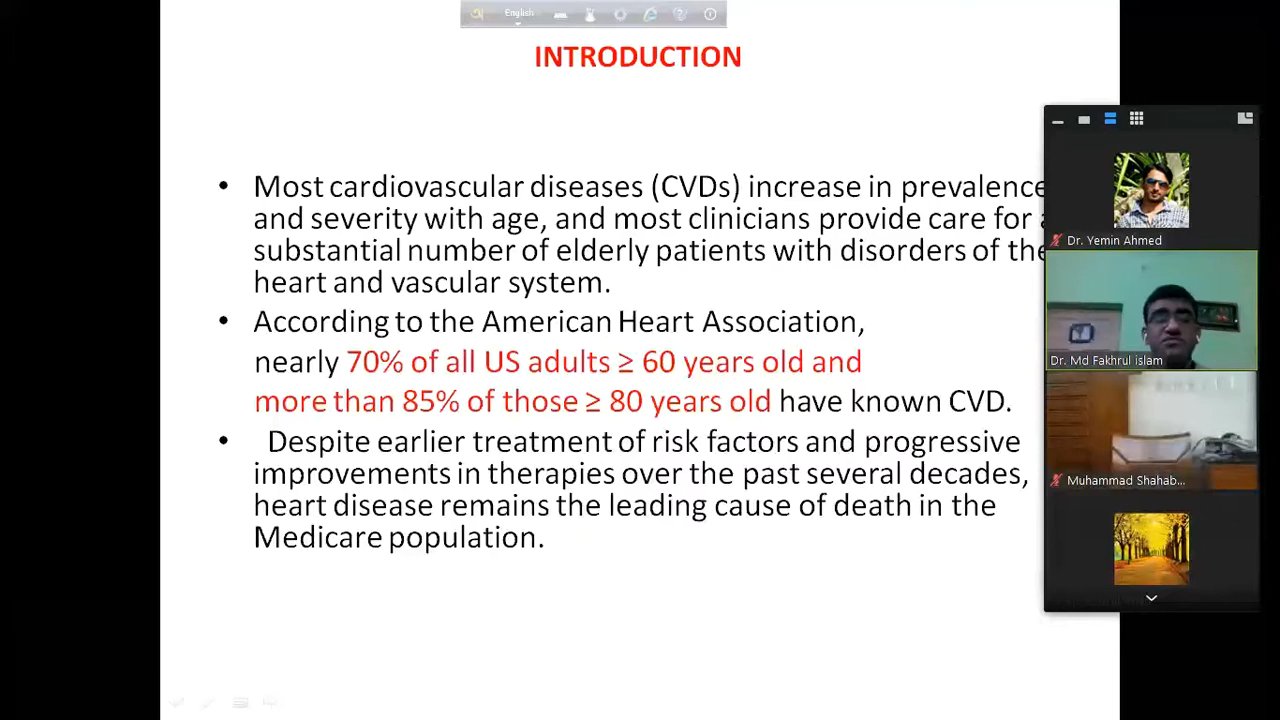 English
INTRODUCTION
• Most cardiovascular diseases (CVDs) increase in prevalence
and severity with age, and most clinicians provide care for a
substantial number of elderly patients with disorders of the
heart and vascular system.
• According to the American Heart Association,
nearly 70% of all US adults ≥ 60 years old and
more than 85% of those ≥ 80 years old have known CVD.
• Despite earlier treatment of risk factors and progressive
improvements in therapies over the past several decades,
heart disease remains the leading cause of death in the
Medicare population.
Dr. Yemin Ahmed
Dr. Md Fakhrul islam
Muhammad Shahab...